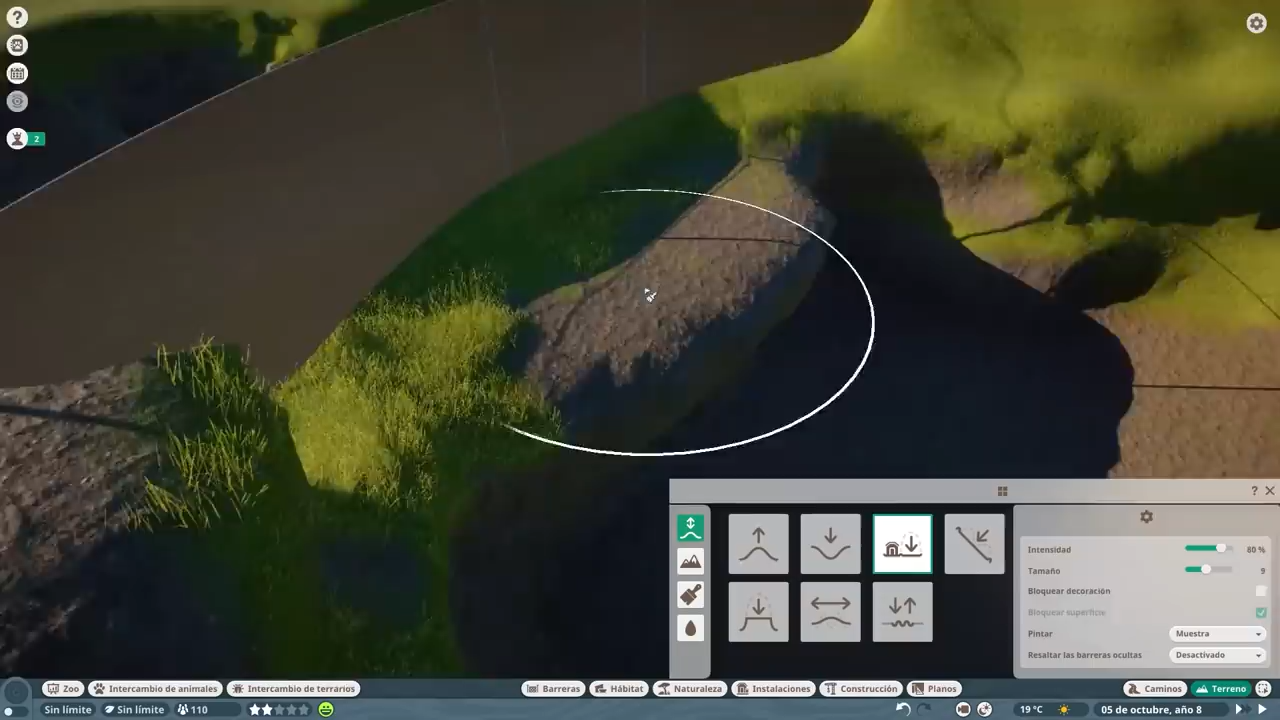 ?
2
? ×
Intensidad 80 %
Tamaño 9
Bloquear decoración
Bloquear superficie
Pintar Muestra
Resaltar las barreras ocultas Desactivado
Zoo Intercambio de animales Intercambio de terrarios Barreras Hábitat Naturaleza Instalaciones Construcción Planos Caminos Terreno
Sin límite Sin límite 110 19 °C 05 de octubre, año 8